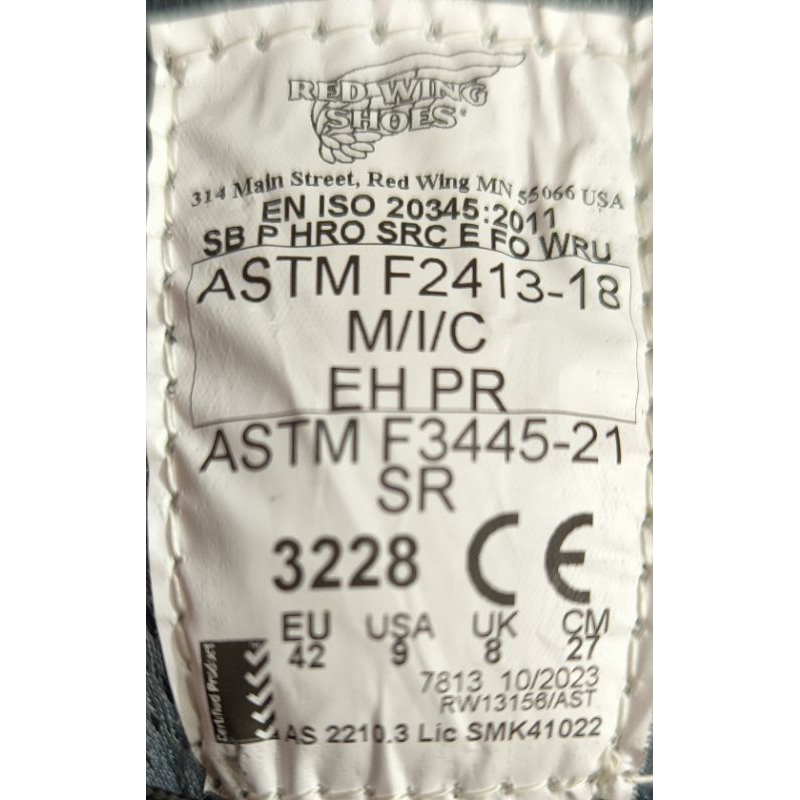 RED WING
SHOES
314 Main Street, Red Wing MN 55066 USA
EN ISO 20345:2011
SB P HRO SRC E FO WRU
ASTM F2413-18
M/I/C
EH PR
ASTM F3445-21
SR
3228 CE
EU USA UK CM
42 9 8 27
7813 10/2023
RW13156/AST
Certified Product
AS 2210.3 Lic SMK41022